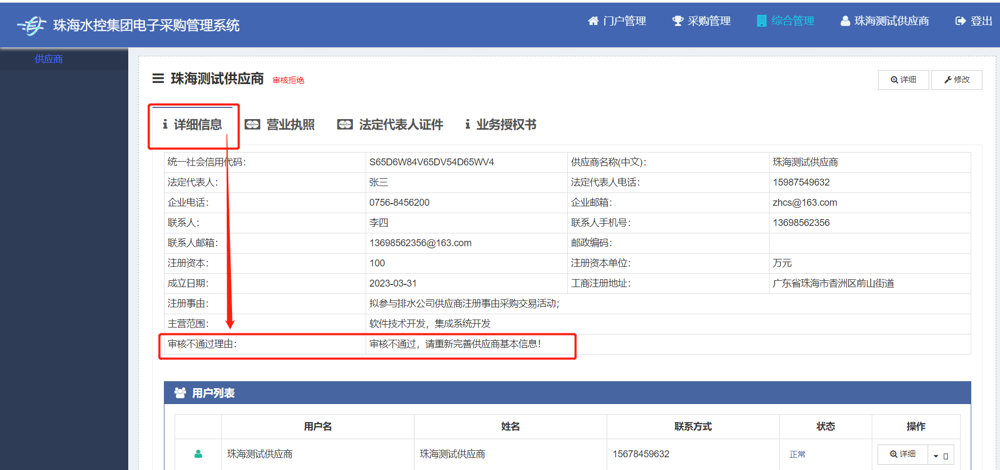 珠海水控集团电子采购管理系统
门户管理 采购管理 综合管理 珠海测试供应商 登出
供应商
珠海测试供应商 审核拒绝
详细 修改
详细信息 营业执照 法定代表人证件 业务授权书
统一社会信用代码： S65D6W84V65DV54D65WV4 供应商名称(中文)： 珠海测试供应商
法定代表人： 张三 法定代表人电话： 15987549632
企业电话： 0756-8456200 企业邮箱： zhcs@163.com
联系人： 李四 联系人手机号： 13698562356
联系人邮箱： 13698562356@163.com 邮政编码：
注册资本： 100 注册资本单位： 万元
成立日期： 2023-03-31 工商注册地址： 广东省珠海市香洲区前山街道
注册事由： 拟参与排水公司供应商注册事由采购交易活动；
主营范围： 软件技术开发，集成系统开发
审核不通过理由： 审核不通过，请重新完善供应商基本信息！
用户列表
用户名 姓名 联系方式 状态 操作
珠海测试供应商 珠海测试供应商 15678459632 正常 详细